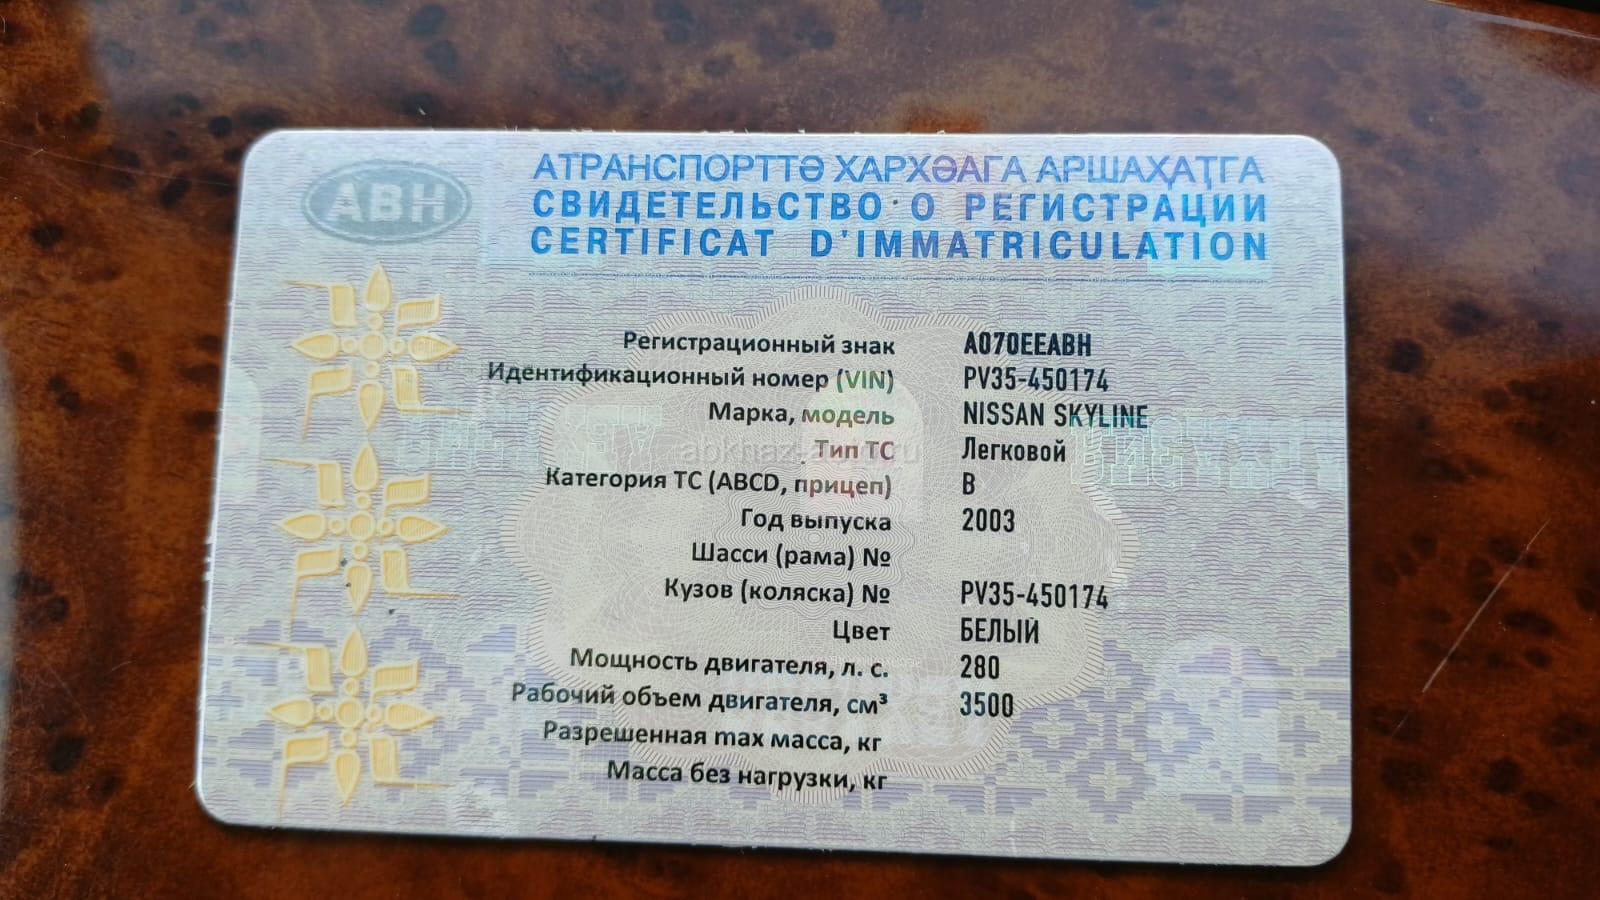 АВН
АТРАНСПОРТТӘ ХАРХӘАГА АРШАҲАҬГА
СВИДЕТЕЛЬСТВО О РЕГИСТРАЦИИ
CERTIFICAT D'IMMATRICULATION
Регистрационный знак A070EEABH
Идентификационный номер (VIN) PV35-450174
Марка, модель NISSAN SKYLINE
Тип ТС Легковой
Категория ТС (ABCD, прицеп) B
Год выпуска 2003
Шасси (рама) №
Кузов (коляска) № PV35-450174
Цвет БЕЛЫЙ
Мощность двигателя, л. с. 280
Рабочий объем двигателя, см³ 3500
Разрешенная max масса, кг
Масса без нагрузки, кг